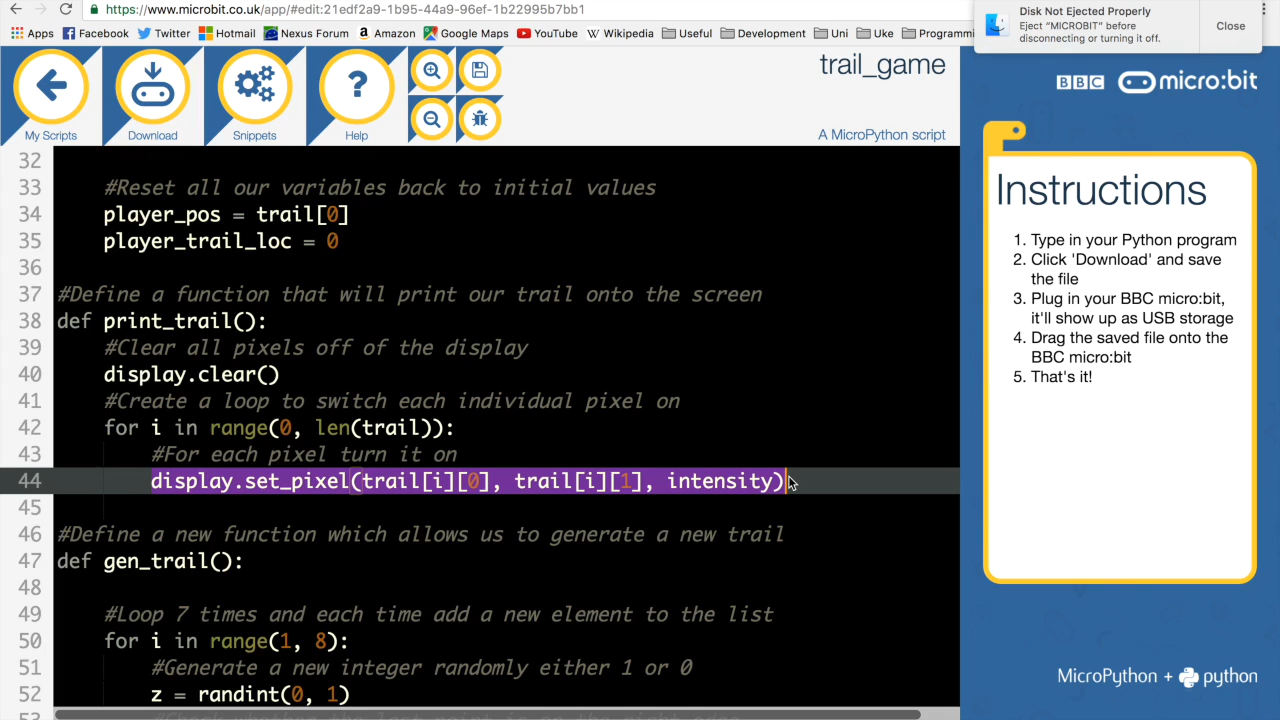 https://www.microbit.co.uk/app/#edit:21edf2a9-1b95-44a9-96ef-1b22995b7bb1
Apps Facebook Twitter Hotmail Nexus Forum Amazon Google Maps YouTube Wikipedia Useful Development Uni Uke Programmi
Disk Not Ejected Properly
Eject “MICROBIT” before
disconnecting or turning it off.
Close
My Scripts
Download
Snippets
?
Help
trail_game
A MicroPython script
BBC micro:bit
32
33 #Reset all our variables back to initial values
34 player_pos = trail[0]
35 player_trail_loc = 0
36
37 #Define a function that will print our trail onto the screen
38 def print_trail():
39 #Clear all pixels off of the display
40 display.clear()
41 #Create a loop to switch each individual pixel on
42 for i in range(0, len(trail)):
43 #For each pixel turn it on
44 display.set_pixel(trail[i][0], trail[i][1], intensity)
45
46 #Define a new function which allows us to generate a new trail
47 def gen_trail():
48
49 #Loop 7 times and each time add a new element to the list
50 for i in range(1, 8):
51 #Generate a new integer randomly either 1 or 0
52 z = randint(0, 1)
Instructions
1. Type in your Python program
2. Click 'Download' and save
the file
3. Plug in your BBC micro:bit,
it'll show up as USB storage
4. Drag the saved file onto the
BBC micro:bit
5. That's it!
MicroPython + python